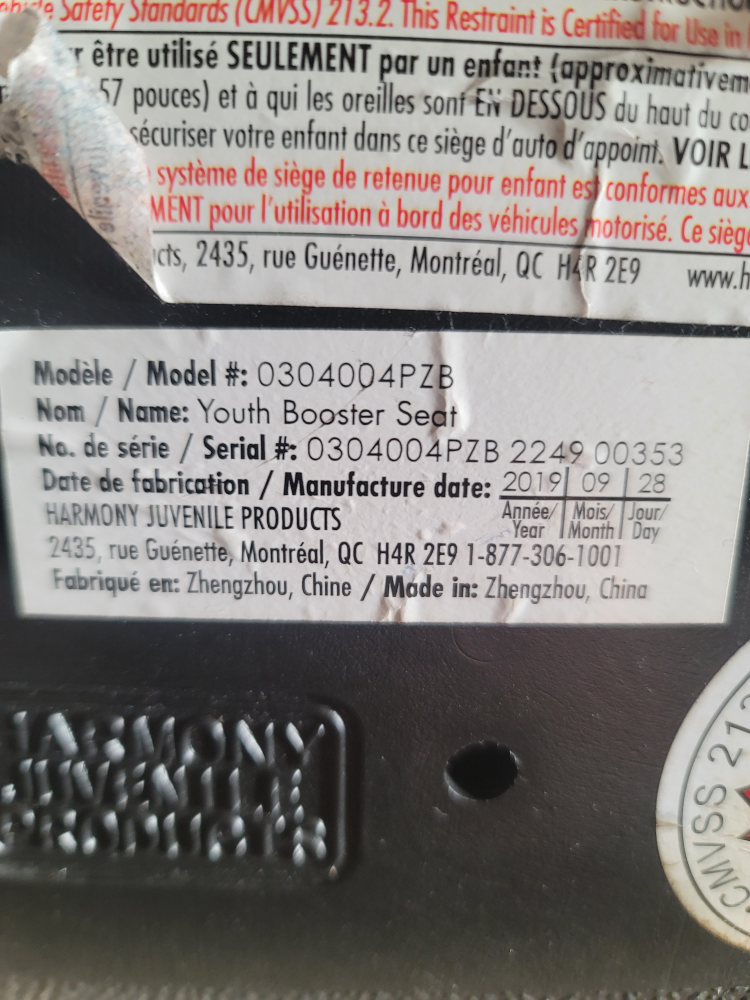 Safety Standards (CMVSS) 213.2. This Restraint is Certified for Use in
être utilisé SEULEMENT par un enfant (approximativem
57 pouces) et à qui les oreilles sont EN DESSOUS du haut du co
sécuriser votre enfant dans ce siège d'auto d'appoint. VOIR L
système de siège de retenue pour enfant est conformes aux
MENT pour l'utilisation à bord des véhicules motorisé. Ce siège
cts, 2435, rue Guénette, Montréal, QC H4R 2E9 www.h
Modèle / Model #: 0304004PZB
Nom / Name: Youth Booster Seat
No. de série / Serial #: 0304004PZB 2249 00353
Date de fabrication / Manufacture date: 2019 09 28
Année/ Mois/ Jour/
Year Month Day
HARMONY JUVENILE PRODUCTS
2435, rue Guénette, Montréal, QC H4R 2E9 1-877-306-1001
Fabriqué en: Zhengzhou, Chine / Made in: Zhengzhou, China
HARMONY
JUVENILE
PRODUCTS
CMVSS 213